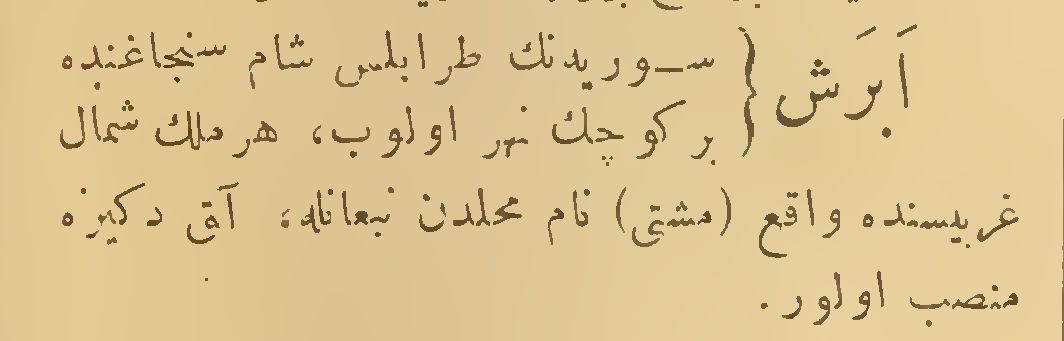 اَبَرش { سوريه‌نك طرابلس شام سنجاغنده
بر كوچك نهر اولوب، هرملك شمال
غربيسنده واقع (مشتى) نام محلدن نبعانله، آق دكيزه
منصب اولور.